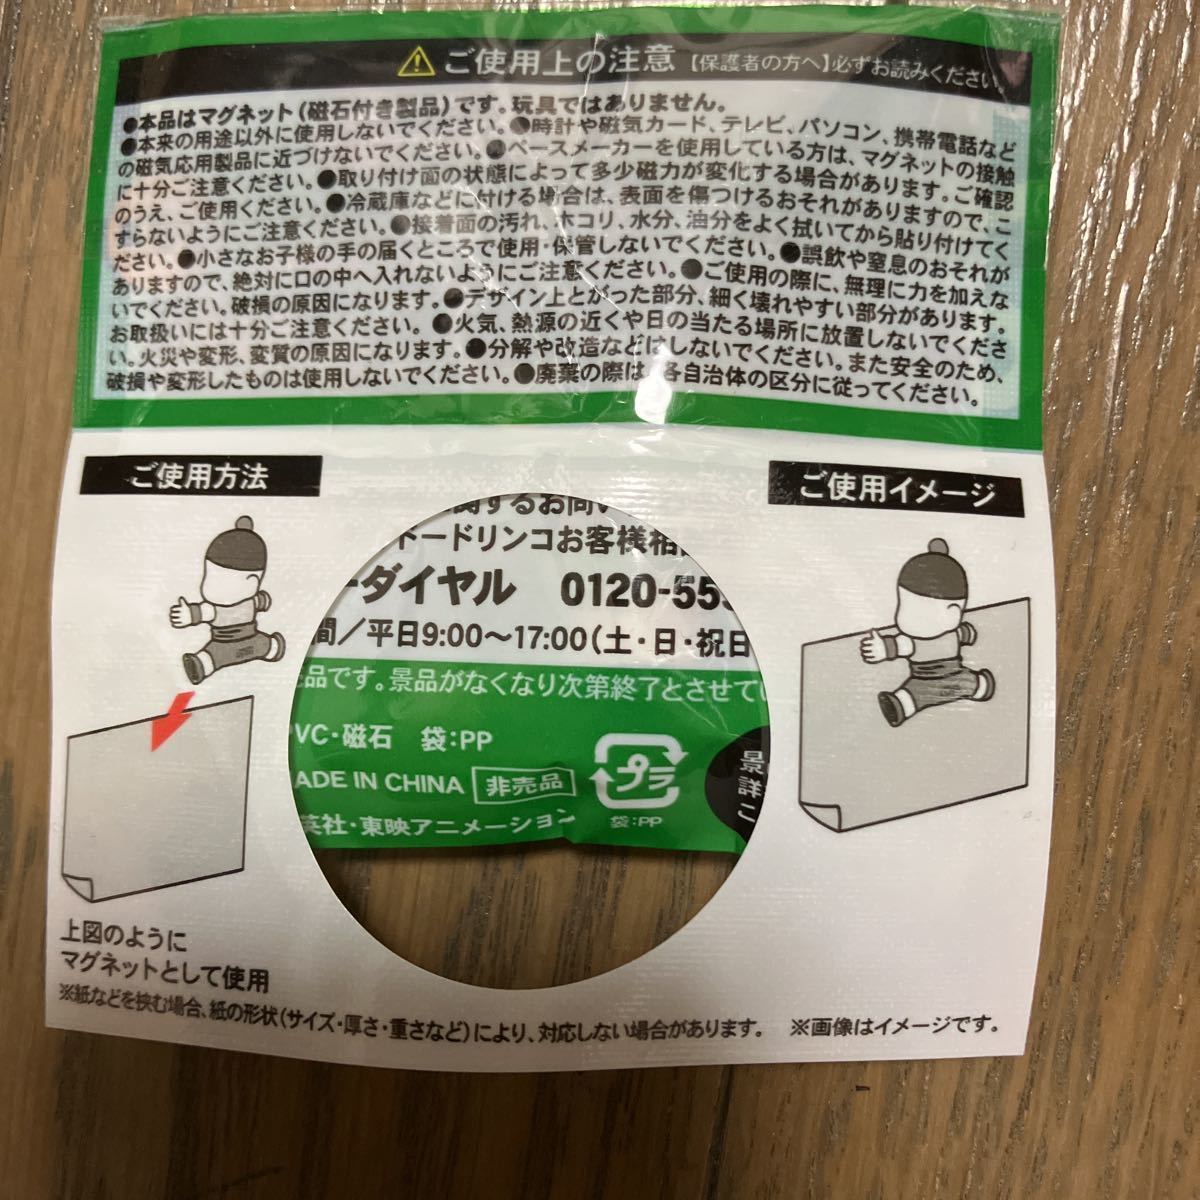 ご使用上の注意 【保護者の方へ】必ずお読みください。
●本品はマグネット(磁石付き製品)です。玩具ではありません。
●本来の用途以外に使用しないでください。●時計や磁気カード、テレビ、パソコン、携帯電話など
の磁気応用製品に近づけないでください。●ペースメーカーを使用している方は、マグネットの接触
に十分ご注意ください。●取り付け面の状態によって多少磁力が変化する場合があります。ご確認
のうえ、ご使用ください。●冷蔵庫などに付ける場合は、表面を傷つけるおそれがありますので、こ
すらないようにご注意ください。●接着面の汚れ、ホコリ、水分、油分をよく拭いてから貼り付けてく
ださい。●小さなお子様の手の届くところで使用・保管しないでください。●誤飲や窒息のおそれが
ありますので、絶対に口の中へ入れないようにご注意ください。●ご使用の際に、無理に力を加えな
いでください。破損の原因になります。●デザイン上とがった部分、細く壊れやすい部分があります。
お取扱いには十分ご注意ください。●火気、熱源の近くや日の当たる場所に放置しないでくださ
い。火災や変形、変質の原因になります。●分解や改造などはしないでください。また安全のため、
破損や変形したものは使用しないでください。●廃棄の際は、各自治体の区分に従ってください。
ご使用方法
ご使用イメージ
関するお問い
ドードリンコお客様相
ーダイヤル 0120-55
間/平日9:00〜17:00(土・日・祝日
品です。景品がなくなり次第終了とさせてい
PVC・磁石 袋:PP
MADE IN CHINA 非売品
英社・東映アニメーション
プラ
袋:PP
景
詳
こ
上図のように
マグネットとして使用
※紙などを挟む場合、紙の形状(サイズ・厚さ・重さなど)により、対応しない場合があります。 ※画像はイメージです。